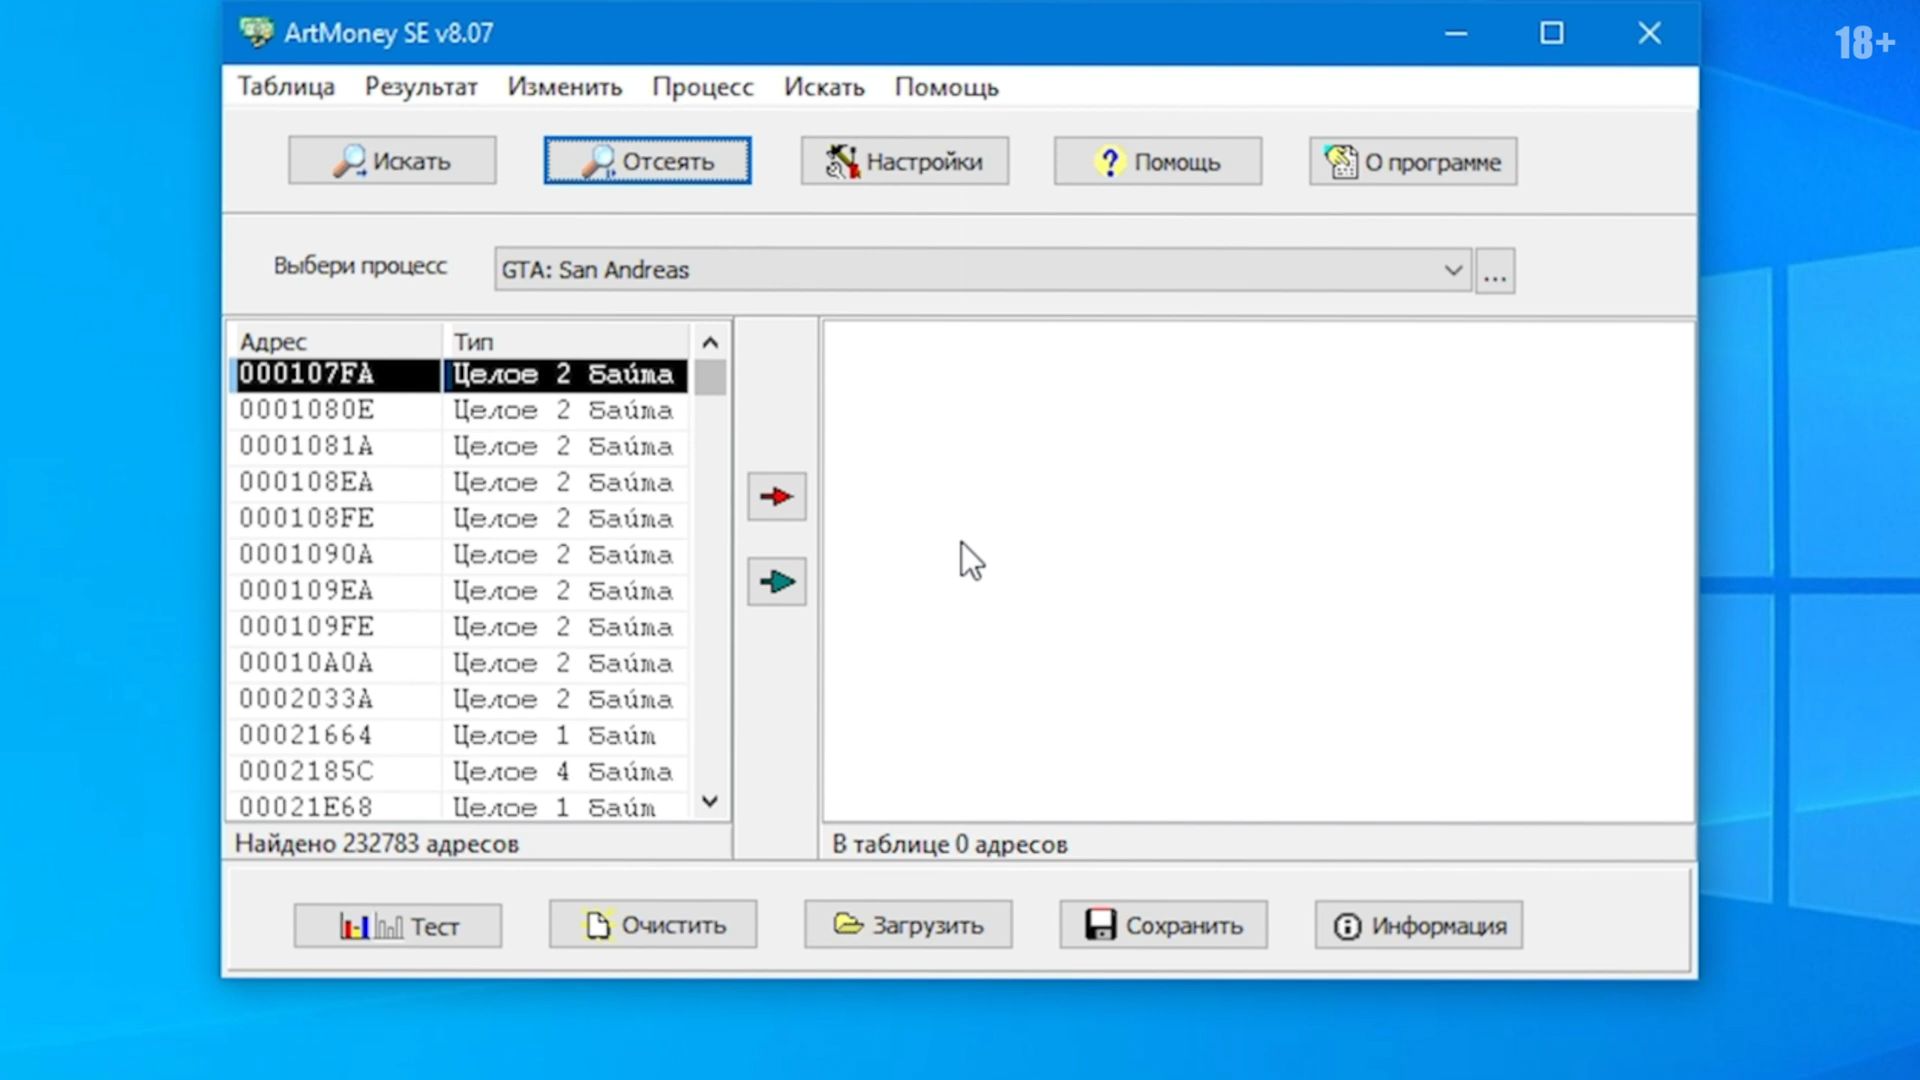 ArtMoney SE v8.07
18+
Таблица Результат Изменить Процесс Искать Помощь
Искать Отсеять Настройки ? Помощь О программе
Выбери процесс GTA: San Andreas ...
Адрес Тип
000107FA Целое 2 байта
0001080E Целое 2 байта
0001081A Целое 2 байта
000108EA Целое 2 байта
000108FE Целое 2 байта
0001090A Целое 2 байта
000109EA Целое 2 байта
000109FE Целое 2 байта
00010A0A Целое 2 байта
0002033A Целое 2 байта
00021664 Целое 1 байт
0002185C Целое 4 байта
00021E68 Целое 1 байт
Найдено 232783 адресов В таблице 0 адресов
Тест Очистить Загрузить Сохранить Информация